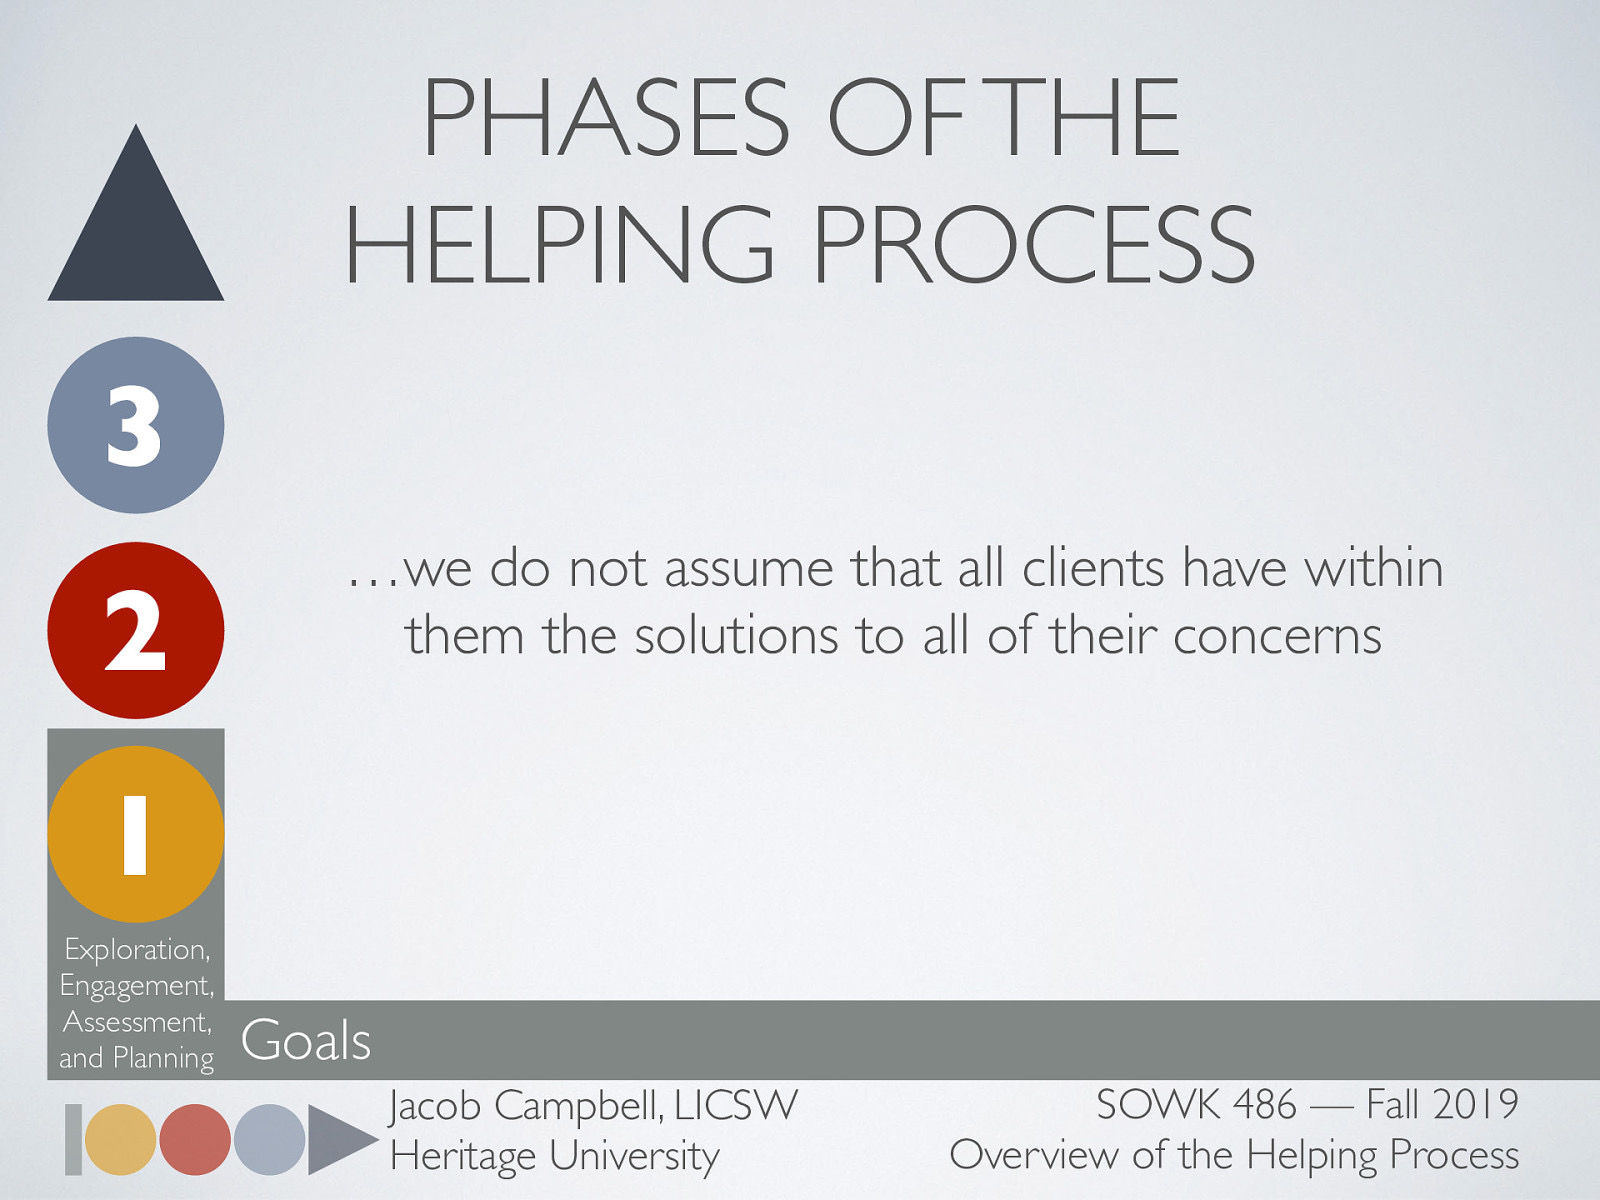 PHASES OF THE
HELPING PROCESS
3
2
1
…we do not assume that all clients have within
them the solutions to all of their concerns
Exploration,
Engagement,
Assessment,
and Planning
Goals
Jacob Campbell, LICSW
Heritage University
SOWK 486 — Fall 2019
Overview of the Helping Process